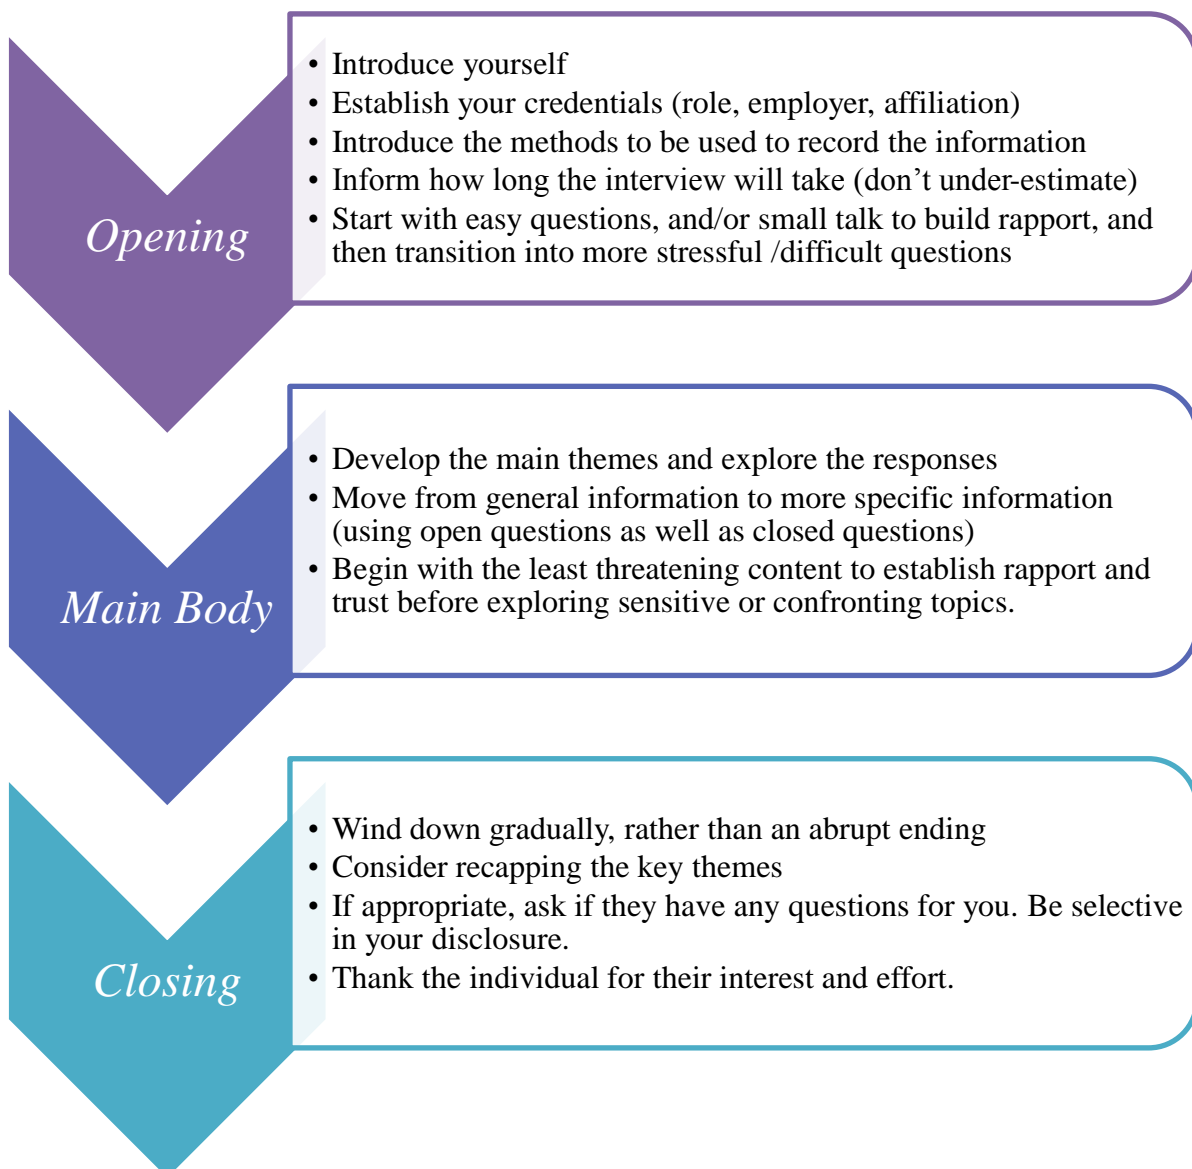 Opening
• Introduce yourself
• Establish your credentials (role, employer, affiliation)
• Introduce the methods to be used to record the information
• Inform how long the interview will take (don’t under-estimate)
• Start with easy questions, and/or small talk to build rapport, and
then transition into more stressful /difficult questions
Main Body
• Develop the main themes and explore the responses
• Move from general information to more specific information
(using open questions as well as closed questions)
• Begin with the least threatening content to establish rapport and
trust before exploring sensitive or confronting topics.
Closing
• Wind down gradually, rather than an abrupt ending
• Consider recapping the key themes
• If appropriate, ask if they have any questions for you. Be selective
in your disclosure.
• Thank the individual for their interest and effort.